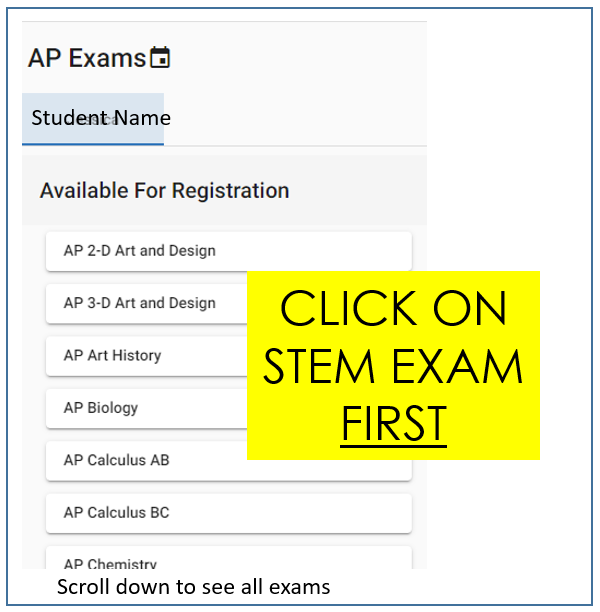 AP Exams
Student Name
Available For Registration
AP 2-D Art and Design
AP 3-D Art and Design
AP Art History
AP Biology
AP Calculus AB
AP Calculus BC
AP Chemistry
CLICK ON
STEM EXAM
FIRST
Scroll down to see all exams